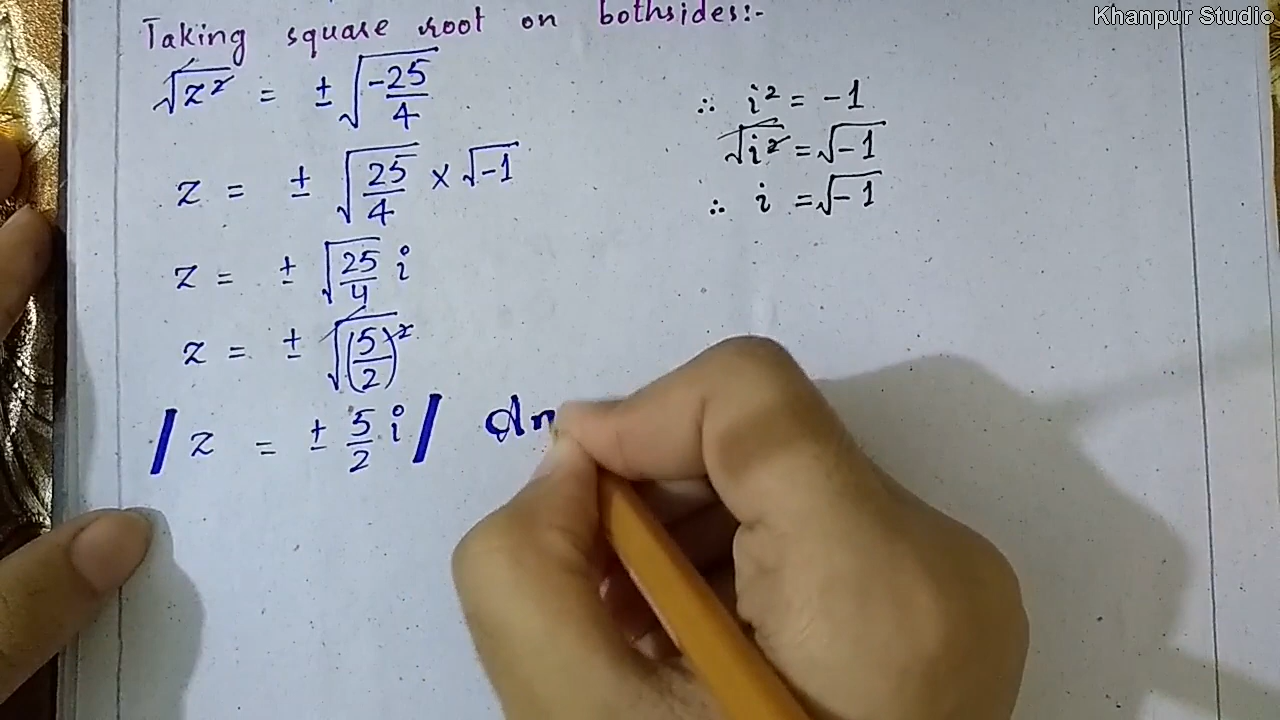 Khanpur Studio
Taking square root on bothsides:-
√z² = ± √(-25/4)
z = ± √(25/4) × √-1
z = ± √(25/4) i
z = ± √(5/2)²
/ z = ± 5/2 i /
∴ i² = -1
√i² = √-1
∴ i = √-1